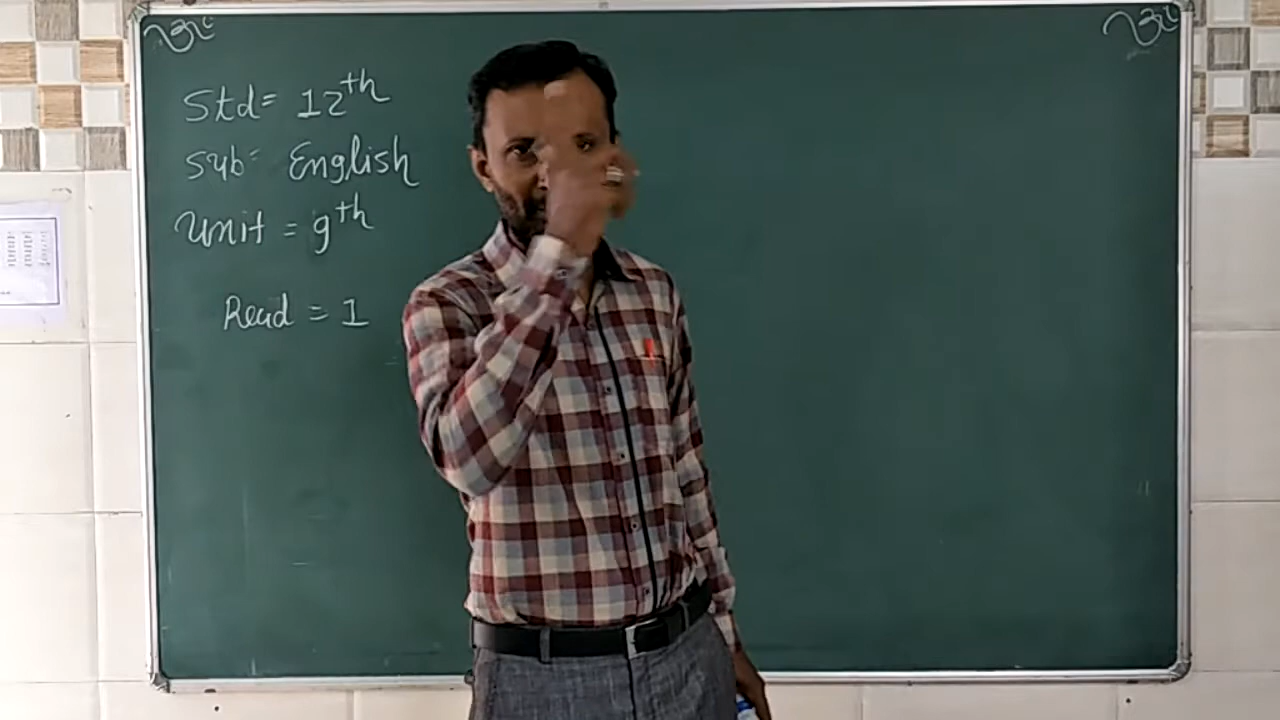 Std= 12th
Sub= English
Unit = 9th
Read = 1